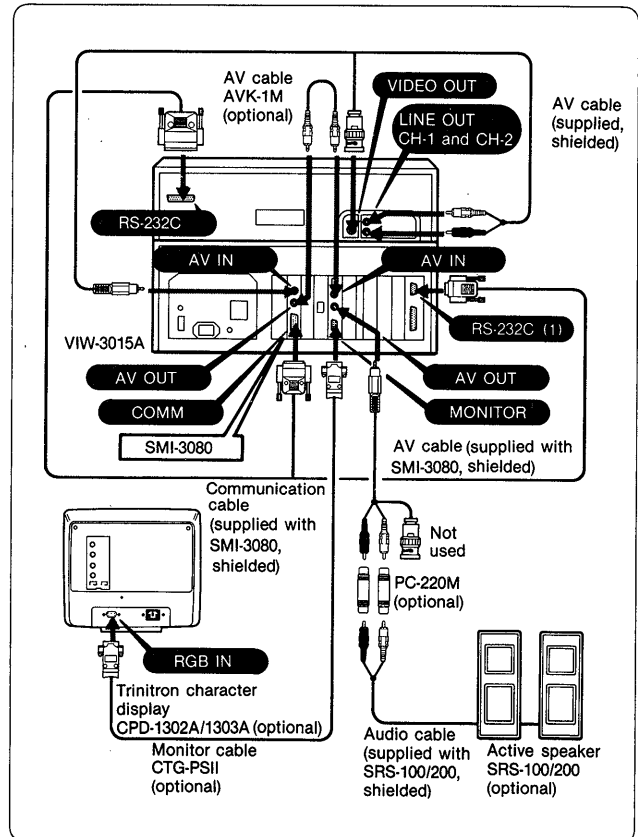 AV cable
AVK-1M
(optional)
VIDEO OUT
LINE OUT
CH-1 and CH-2
AV cable
(supplied,
shielded)
RS-232C
AV IN
AV IN
RS-232C (1)
VIW-3015A
AV OUT
AV OUT
COMM
MONITOR
SMI-3080
AV cable (supplied with
SMI-3080, shielded)
Communication
cable
(supplied with
SMI-3080,
shielded)
Not
used
PC-220M
(optional)
RGB IN
Trinitron character
display
CPD-1302A/1303A (optional)
Monitor cable
CTG-PSII
(optional)
Audio cable
(supplied with
SRS-100/200,
shielded)
Active speaker
SRS-100/200
(optional)